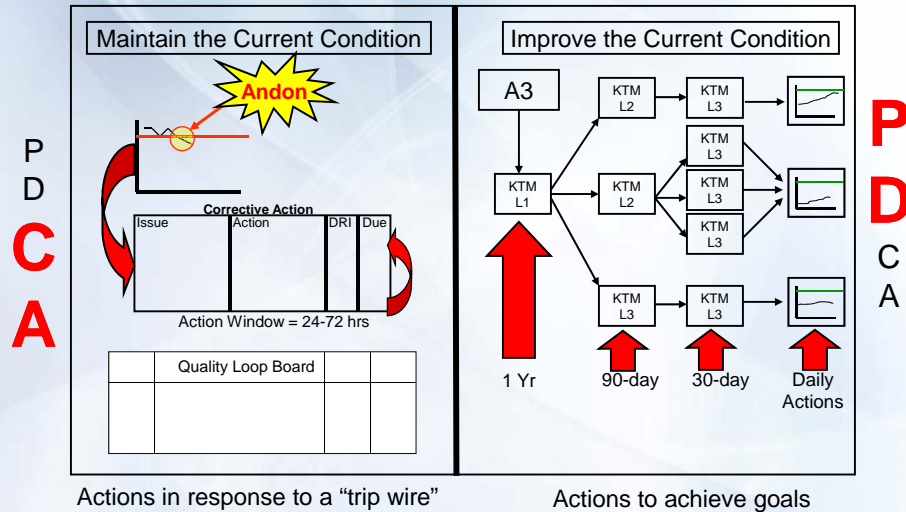 Maintain the Current Condition
Andon
P
D
C
A
Corrective Action
Issue
Action
DRI
Due
Action Window = 24-72 hrs
Quality Loop Board
Actions in response to a “trip wire”
Improve the Current Condition
A3
KTM
L1
KTM
L2
KTM
L3
KTM
L2
KTM
L3
KTM
L3
KTM
L3
KTM
L3
KTM
L3
1 Yr
90-day
30-day
Daily
Actions
P
D
C
A
Actions to achieve goals